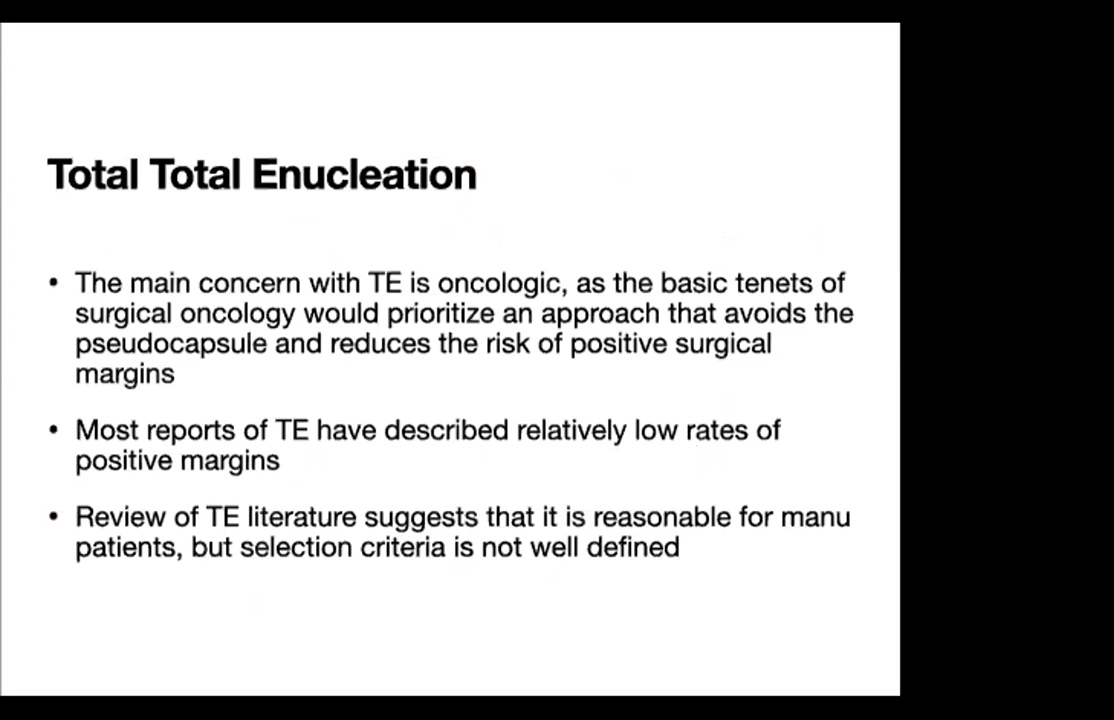 Total Total Enucleation
• The main concern with TE is oncologic, as the basic tenets of
surgical oncology would prioritize an approach that avoids the
pseudocapsule and reduces the risk of positive surgical
margins
• Most reports of TE have described relatively low rates of
positive margins
• Review of TE literature suggests that it is reasonable for manu
patients, but selection criteria is not well defined